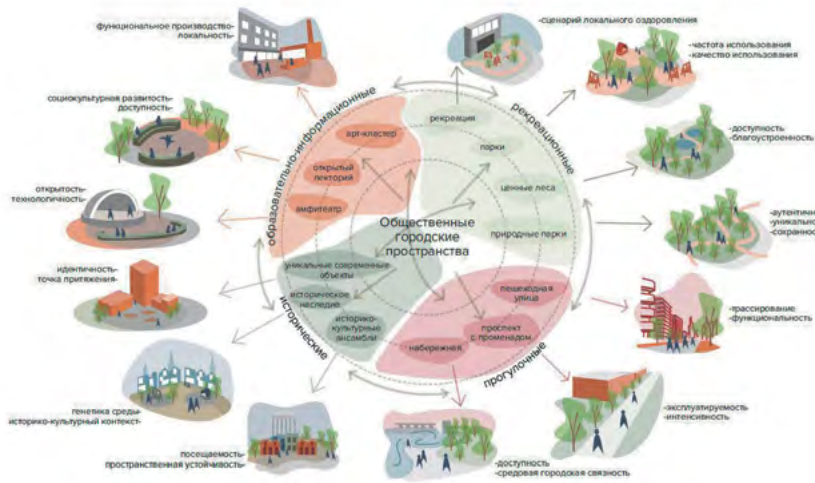 функциональное производство-
локальность-
-сценарий локального оздоровления
-частота использования
-качество использования
социокультурная развитость-
доступность-
-доступность
-благоустроенность
открытость-
технологичность-
-аутентично
-уникально
-сохраннос
идентичность-
точка притяжения-
-трассирование
-функциональность
генетика среды-
историко-культурный контекст-
-эксплуатируемость
-интенсивность
посещаемость-
пространственная устойчивость-
-доступность
-средовая городская связность
образовательно-информационные
рекреационные
исторические
прогулочные
арт-кластер
открытый
лекторий
амфитеатр
рекреация
парки
ценные леса
природные парки
Общественные
городские
пространства
уникальные современные
объекты
историческое
наследие
историко-
культурные
ансамбли
пешеходная
улица
проспект
с променадом
набережная